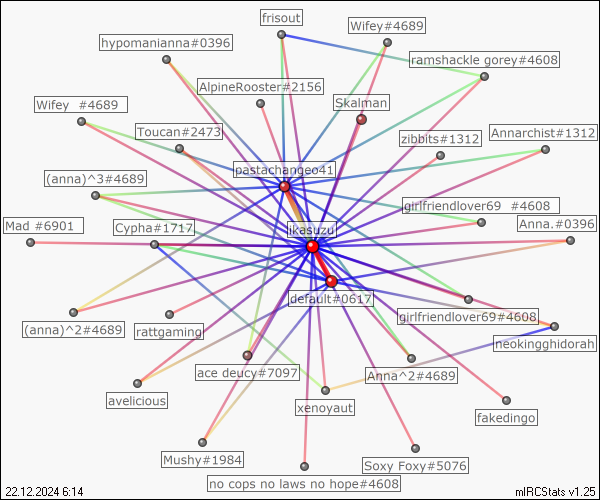 frisout
Wifey#4689
hypomanianna#0396
ramshackle gorey#4608
AlpineRooster#2156
Skalman
Wifey  #4689
Toucan#2473
zibbits#1312
Annarchist#1312
pastachangeo41
(anna)^3#4689
girlfriendlover69  #4608
Mad #6901
Cypha#1717
ikasuzu
Anna.#0396
default#0617
(anna)^2#4689
rattgaming
girlfriendlover69#4608
neokingghidorah
ace deucy#7097
Anna^2#4689
avelicious
xenoyaut
fakedingo
Mushy#1984
Soxy Foxy#5076
no cops no laws no hope#4608
22.12.2024 6:14
mIRCStats v1.25